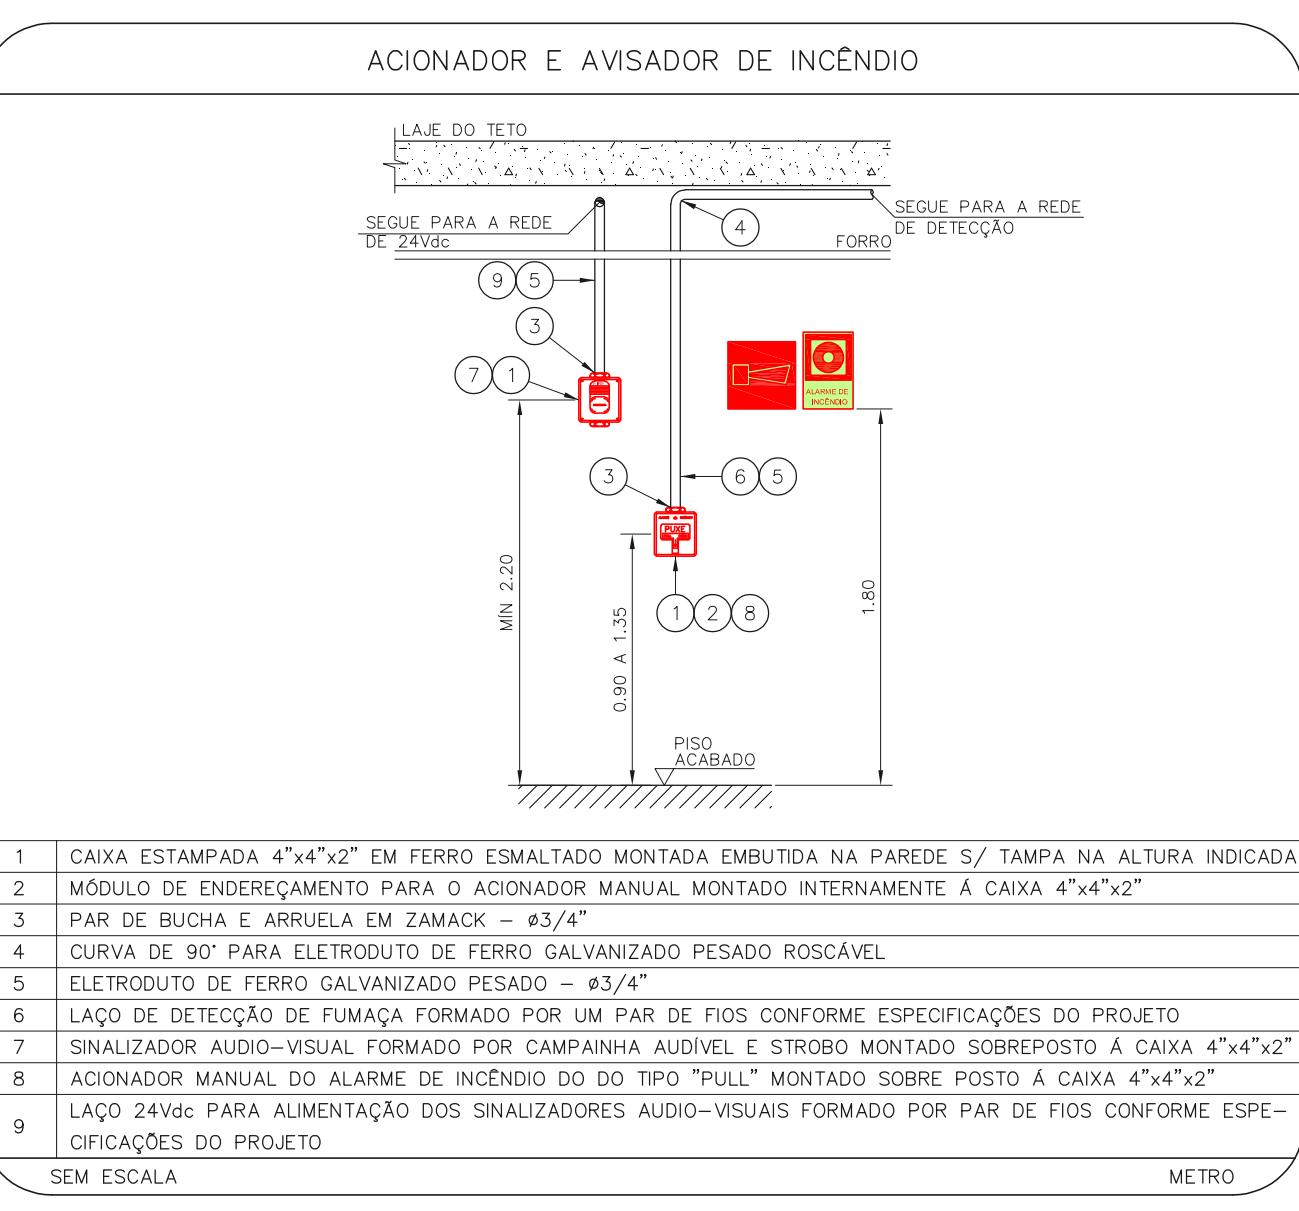 ACIONADOR E AVISADOR DE INCÊNDIO
LAJE DO TETO
SEGUE PARA A REDE
DE 24Vdc
SEGUE PARA A REDE
DE DETECÇÃO
4
FORRO
9 5
3
7 1
ALARME DE
INCÊNDIO
3
6 5
PUXE
1 2 8
MÍN 2.20
0.90 A 1.35
1.80
PISO
ACABADO
1 CAIXA ESTAMPADA 4"x4"x2" EM FERRO ESMALTADO MONTADA EMBUTIDA NA PAREDE S/ TAMPA NA ALTURA INDICADA
2 MÓDULO DE ENDEREÇAMENTO PARA O ACIONADOR MANUAL MONTADO INTERNAMENTE Á CAIXA 4"x4"x2"
3 PAR DE BUCHA E ARRUELA EM ZAMACK – ø3/4"
4 CURVA DE 90° PARA ELETRODUTO DE FERRO GALVANIZADO PESADO ROSCÁVEL
5 ELETRODUTO DE FERRO GALVANIZADO PESADO – ø3/4"
6 LAÇO DE DETECÇÃO DE FUMAÇA FORMADO POR UM PAR DE FIOS CONFORME ESPECIFICAÇÕES DO PROJETO
7 SINALIZADOR AUDIO–VISUAL FORMADO POR CAMPAINHA AUDÍVEL E STROBO MONTADO SOBREPOSTO Á CAIXA 4"x4"x2"
8 ACIONADOR MANUAL DO ALARME DE INCÊNDIO DO DO TIPO "PULL" MONTADO SOBRE POSTO Á CAIXA 4"x4"x2"
9 LAÇO 24Vdc PARA ALIMENTAÇÃO DOS SINALIZADORES AUDIO–VISUAIS FORMADO POR PAR DE FIOS CONFORME ESPE–
CIFICAÇÕES DO PROJETO
SEM ESCALA
METRO